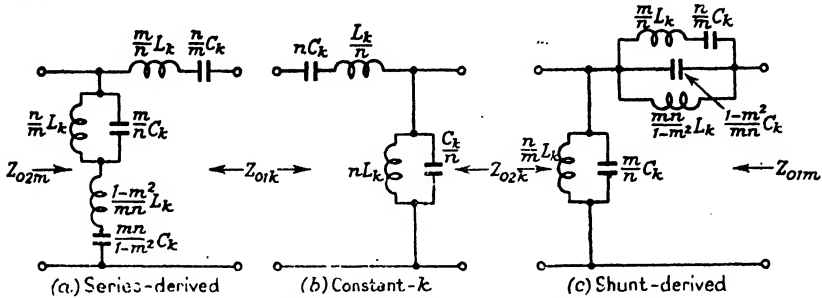 m/n L_k n/m C_k
n/m L_k m/n C_k
Z_02m
1-m²/mn L_k
mn/1-m² C_k
Z_01k
nC_k L_k/n
nL_k C_k/n
Z_02k
...
m/n L_k n/m C_k
mn/1-m² L_k 1-m²/mn C_k
n/m L_k m/n C_k
Z_01m
(a) Series-derived (b) Constant-k (c) Shunt-derived